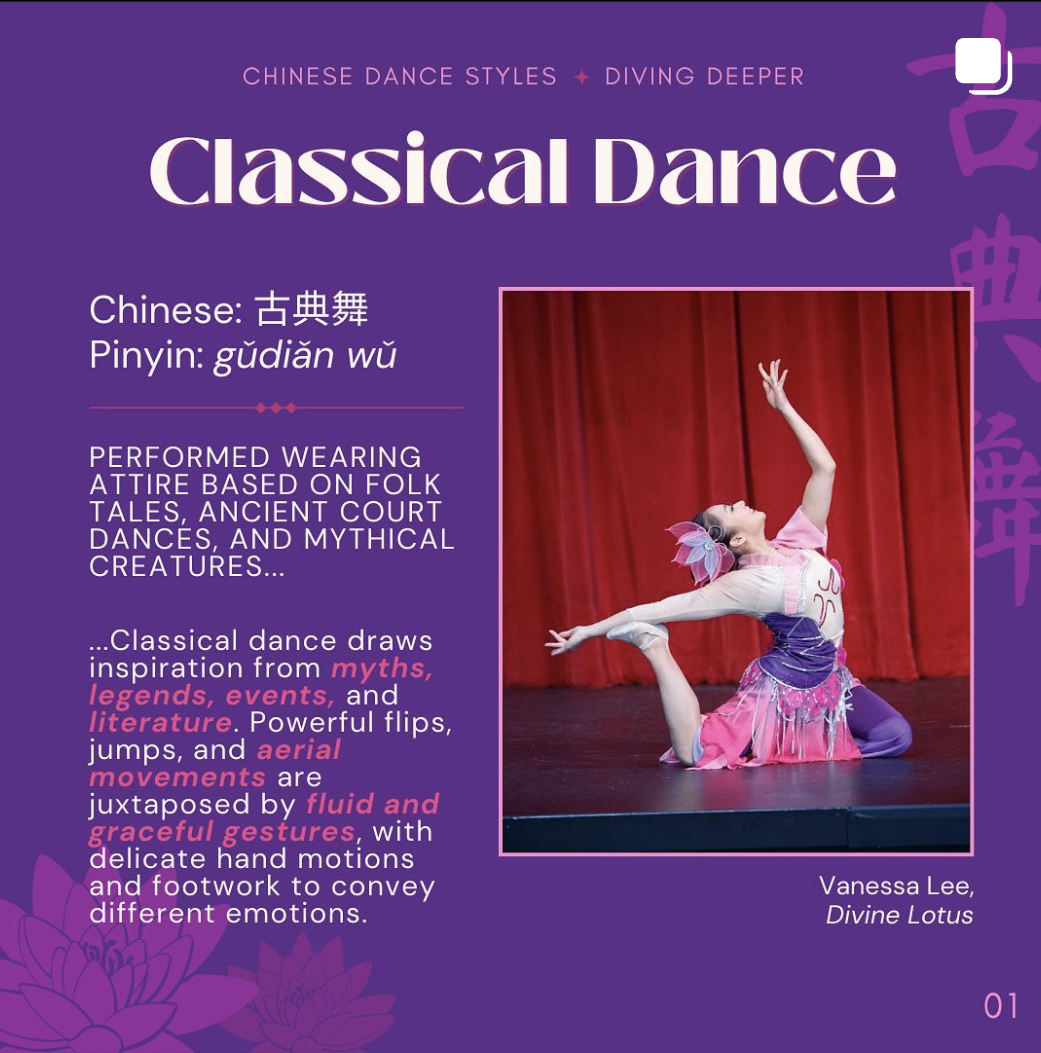 CHINESE DANCE STYLES ✦ DIVING DEEPER
Classical Dance
Chinese: 古典舞
Pinyin: gǔdiǎn wǔ
PERFORMED WEARING
ATTIRE BASED ON FOLK
TALES, ANCIENT COURT
DANCES, AND MYTHICAL
CREATURES...
...Classical dance draws
inspiration from myths,
legends, events, and
literature. Powerful flips,
jumps, and aerial
movements are
juxtaposed by fluid and
graceful gestures, with
delicate hand motions
and footwork to convey
different emotions.
Vanessa Lee,
Divine Lotus
01
古典舞